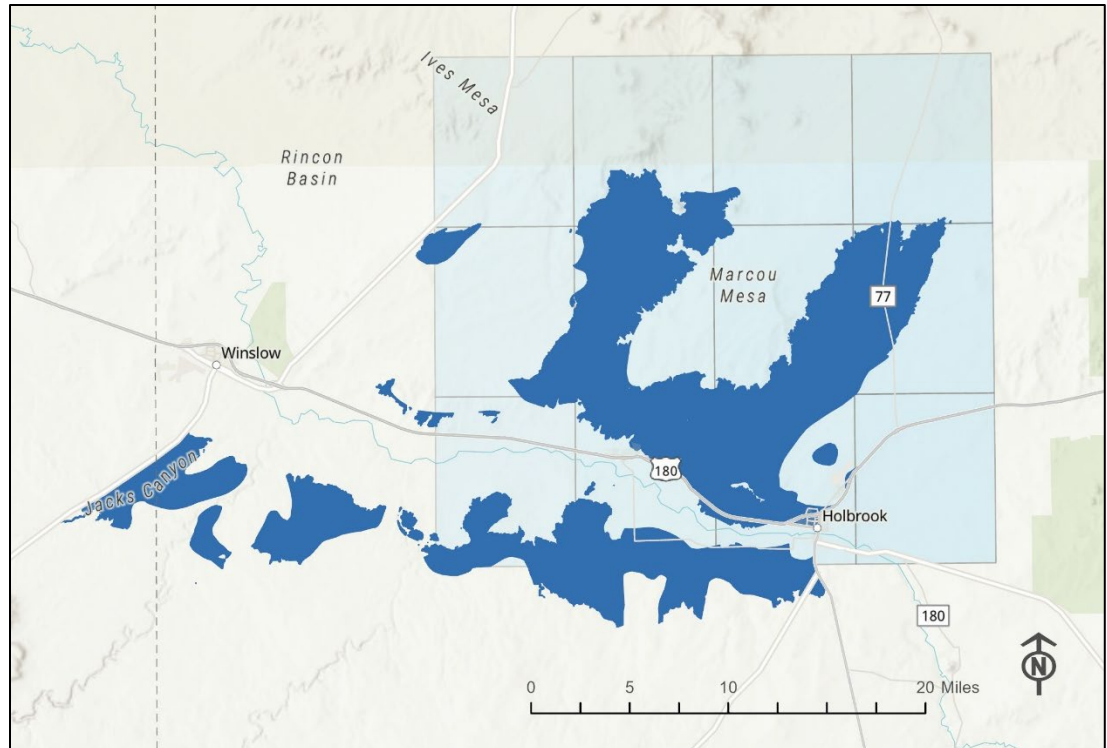 Ives Mesa
Rincon
Basin
Marcou
Mesa
77
Winslow
Jacks Canyon
180
Holbrook
180
0 5 10 20 Miles
N